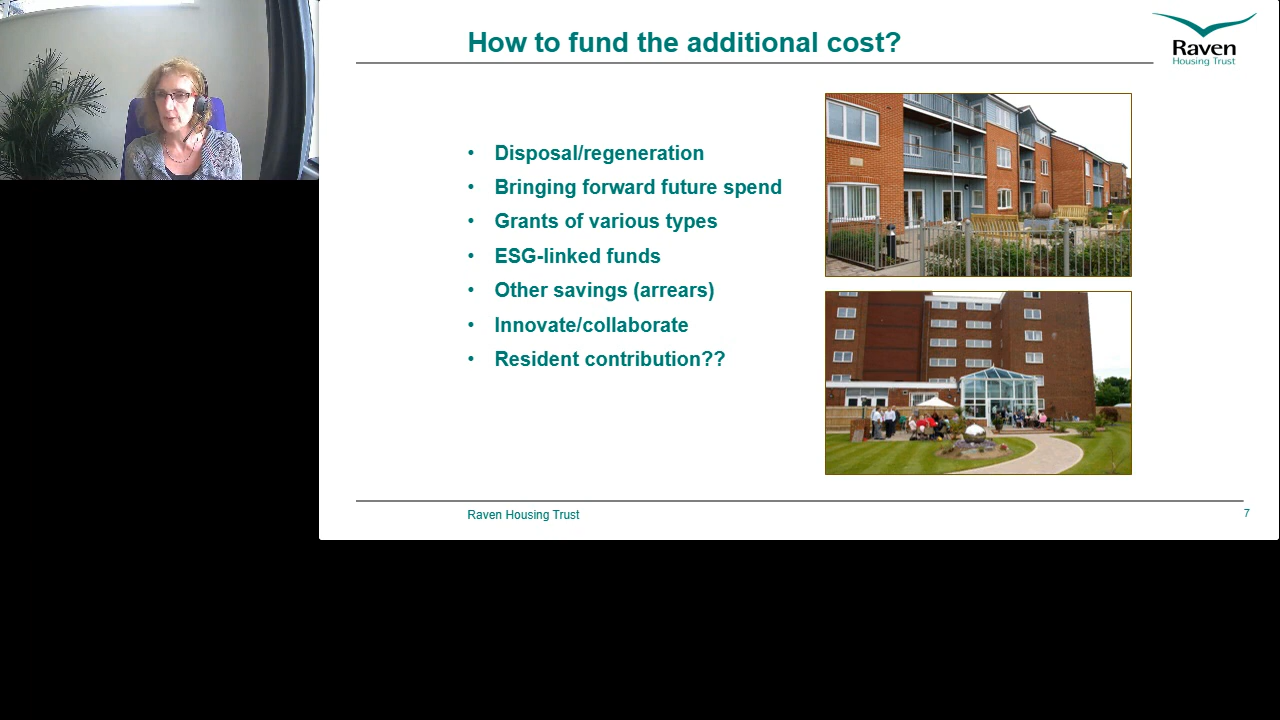 How to fund the additional cost?
Raven
Housing Trust
• Disposal/regeneration
• Bringing forward future spend
• Grants of various types
• ESG-linked funds
• Other savings (arrears)
• Innovate/collaborate
• Resident contribution??
Raven Housing Trust
7